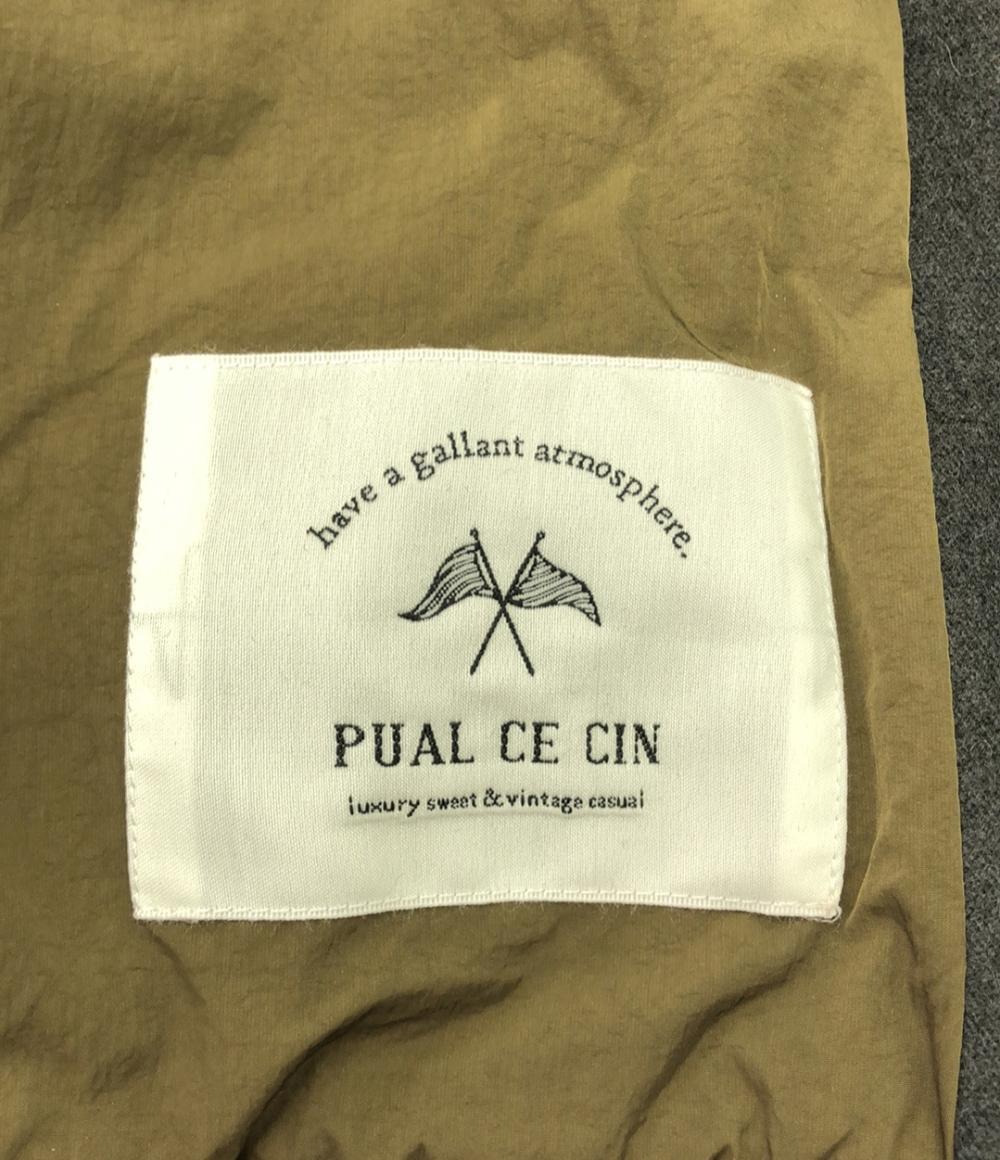 have a gallant atmosphere.
PUAL CE CIN
luxury sweet & vintage casual